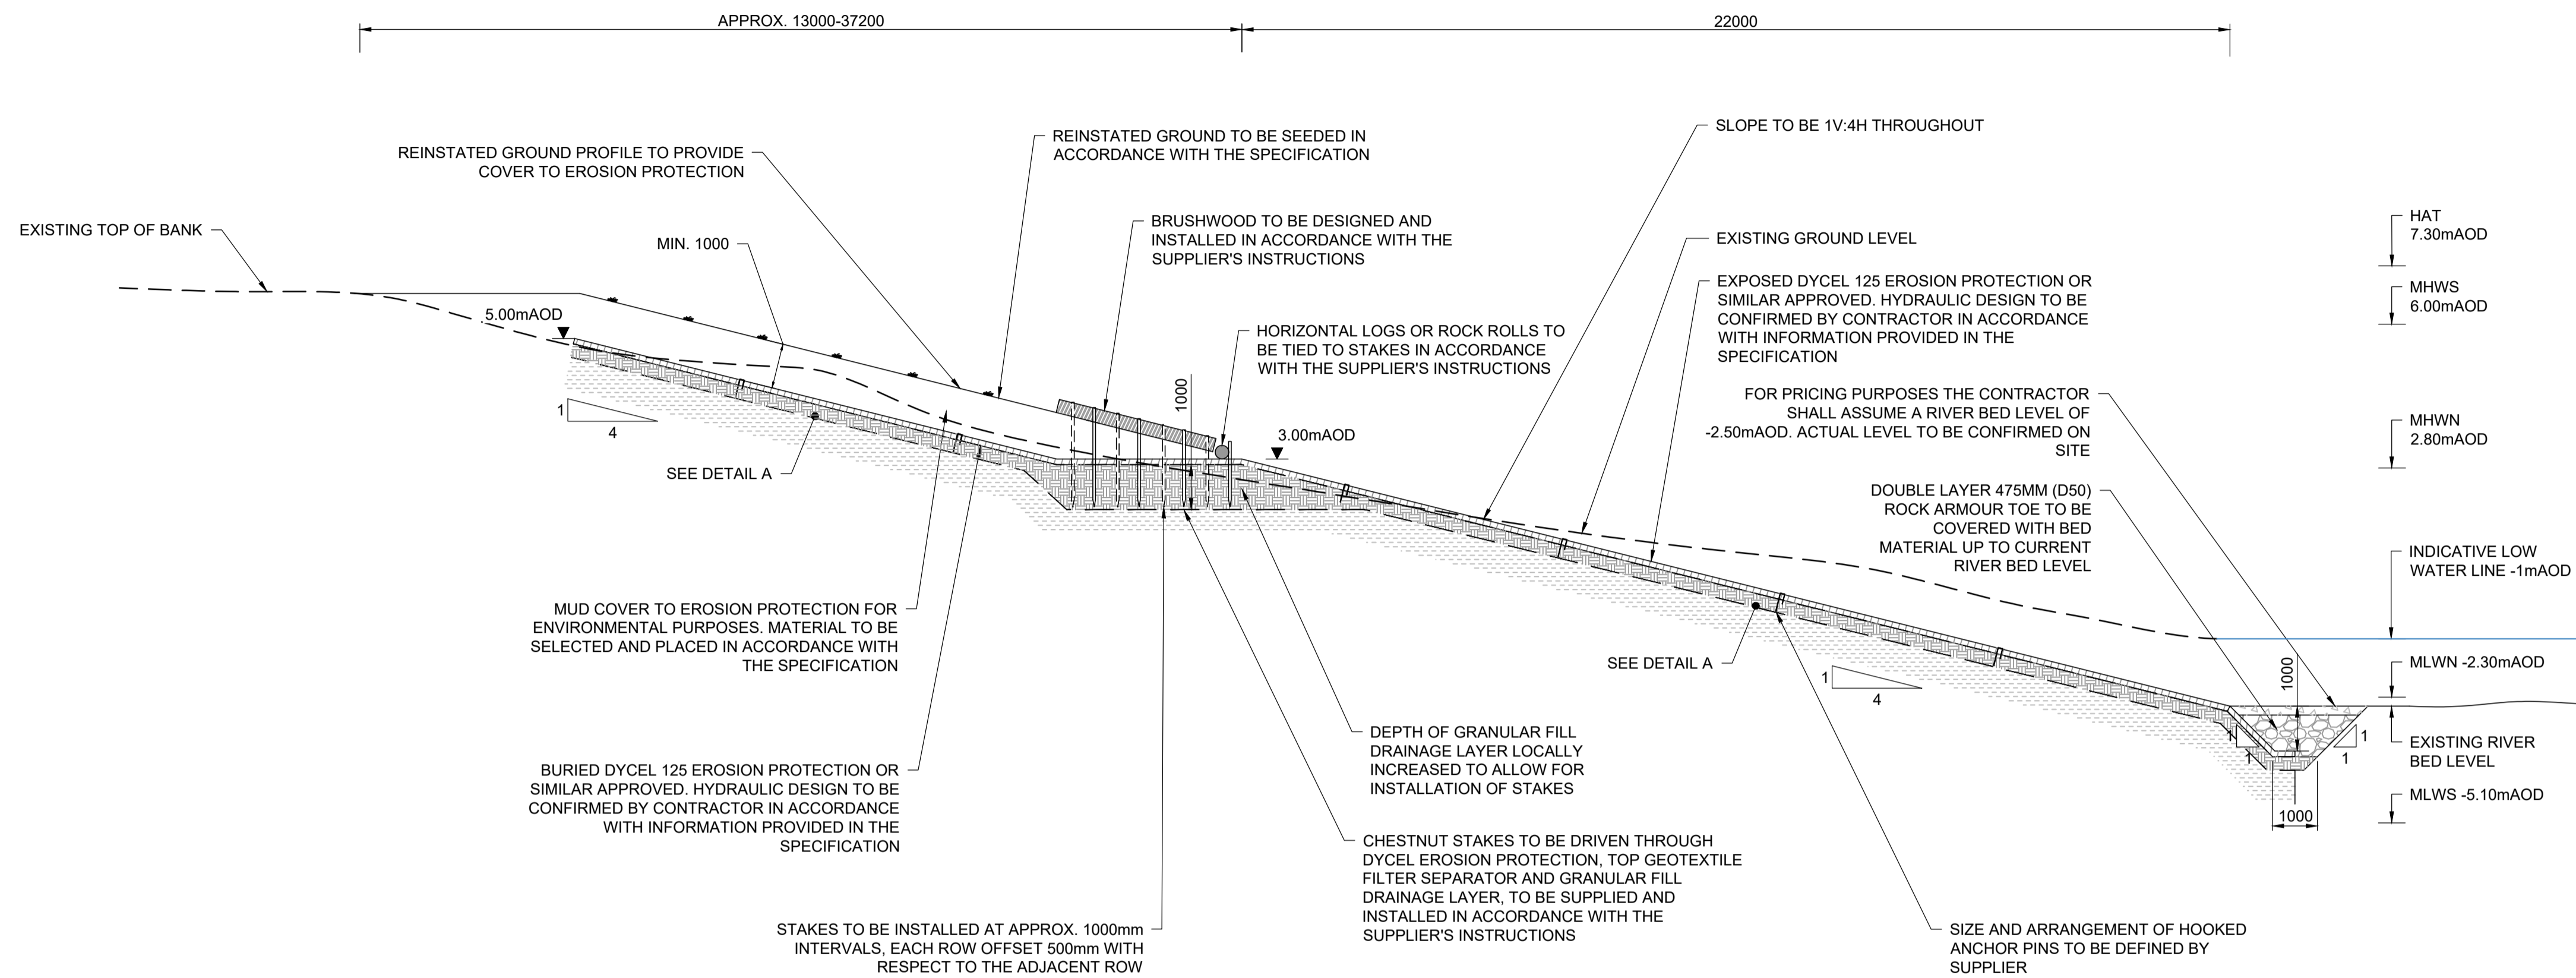 APPROX. 13000-37200
22000
REINSTATED GROUND PROFILE TO PROVIDE
COVER TO EROSION PROTECTION
REINSTATED GROUND TO BE SEEDED IN
ACCORDANCE WITH THE SPECIFICATION
SLOPE TO BE 1V:4H THROUGHOUT
EXISTING TOP OF BANK
MIN. 1000
BRUSHWOOD TO BE DESIGNED AND
INSTALLED IN ACCORDANCE WITH THE
SUPPLIER'S INSTRUCTIONS
EXISTING GROUND LEVEL
HAT
7.30mAOD
EXPOSED DYCEL 125 EROSION PROTECTION OR
SIMILAR APPROVED. HYDRAULIC DESIGN TO BE
CONFIRMED BY CONTRACTOR IN ACCORDANCE
WITH INFORMATION PROVIDED IN THE
SPECIFICATION
MHWS
6.00mAOD
5.00mAOD
HORIZONTAL LOGS OR ROCK ROLLS TO
BE TIED TO STAKES IN ACCORDANCE
WITH THE SUPPLIER'S INSTRUCTIONS
1000
FOR PRICING PURPOSES THE CONTRACTOR
SHALL ASSUME A RIVER BED LEVEL OF
-2.50mAOD. ACTUAL LEVEL TO BE CONFIRMED ON
SITE
MHWN
2.80mAOD
1
4
3.00mAOD
SEE DETAIL A
DOUBLE LAYER 475MM (D50)
ROCK ARMOUR TOE TO BE
COVERED WITH BED
MATERIAL UP TO CURRENT
RIVER BED LEVEL
INDICATIVE LOW
WATER LINE -1mAOD
MUD COVER TO EROSION PROTECTION FOR
ENVIRONMENTAL PURPOSES. MATERIAL TO BE
SELECTED AND PLACED IN ACCORDANCE WITH
THE SPECIFICATION
SEE DETAIL A
1
4
1000
MLWN -2.30mAOD
DEPTH OF GRANULAR FILL
DRAINAGE LAYER LOCALLY
INCREASED TO ALLOW FOR
INSTALLATION OF STAKES
1
1
1
1
EXISTING RIVER
BED LEVEL
BURIED DYCEL 125 EROSION PROTECTION OR
SIMILAR APPROVED. HYDRAULIC DESIGN TO BE
CONFIRMED BY CONTRACTOR IN ACCORDANCE
WITH INFORMATION PROVIDED IN THE
SPECIFICATION
MLWS -5.10mAOD
1000
CHESTNUT STAKES TO BE DRIVEN THROUGH
DYCEL EROSION PROTECTION, TOP GEOTEXTILE
FILTER SEPARATOR AND GRANULAR FILL
DRAINAGE LAYER, TO BE SUPPLIED AND
INSTALLED IN ACCORDANCE WITH THE
SUPPLIER'S INSTRUCTIONS
STAKES TO BE INSTALLED AT APPROX. 1000mm
INTERVALS, EACH ROW OFFSET 500mm WITH
RESPECT TO THE ADJACENT ROW
SIZE AND ARRANGEMENT OF HOOKED
ANCHOR PINS TO BE DEFINED BY
SUPPLIER